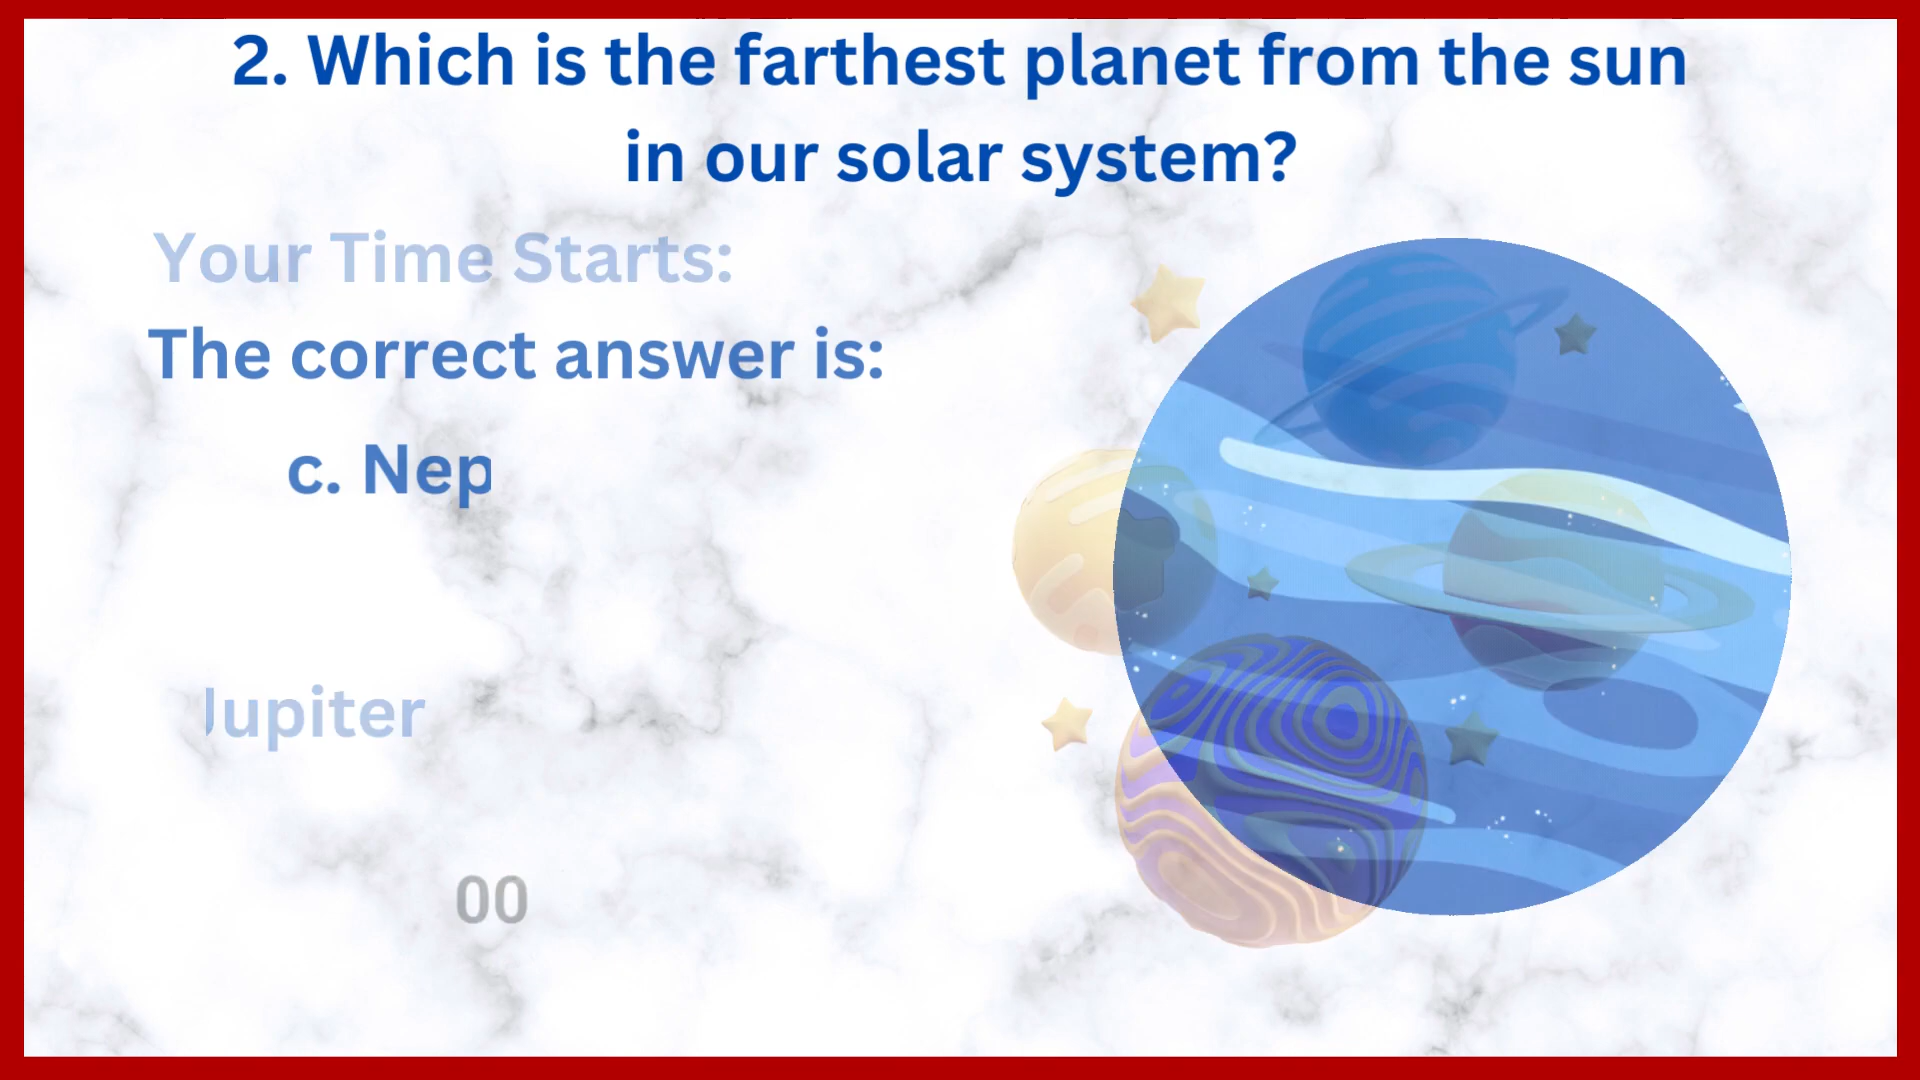 2. Which is the farthest planet from the sun
in our solar system?
Your Time Starts:
The correct answer is:
c. Nep
Jupiter
00